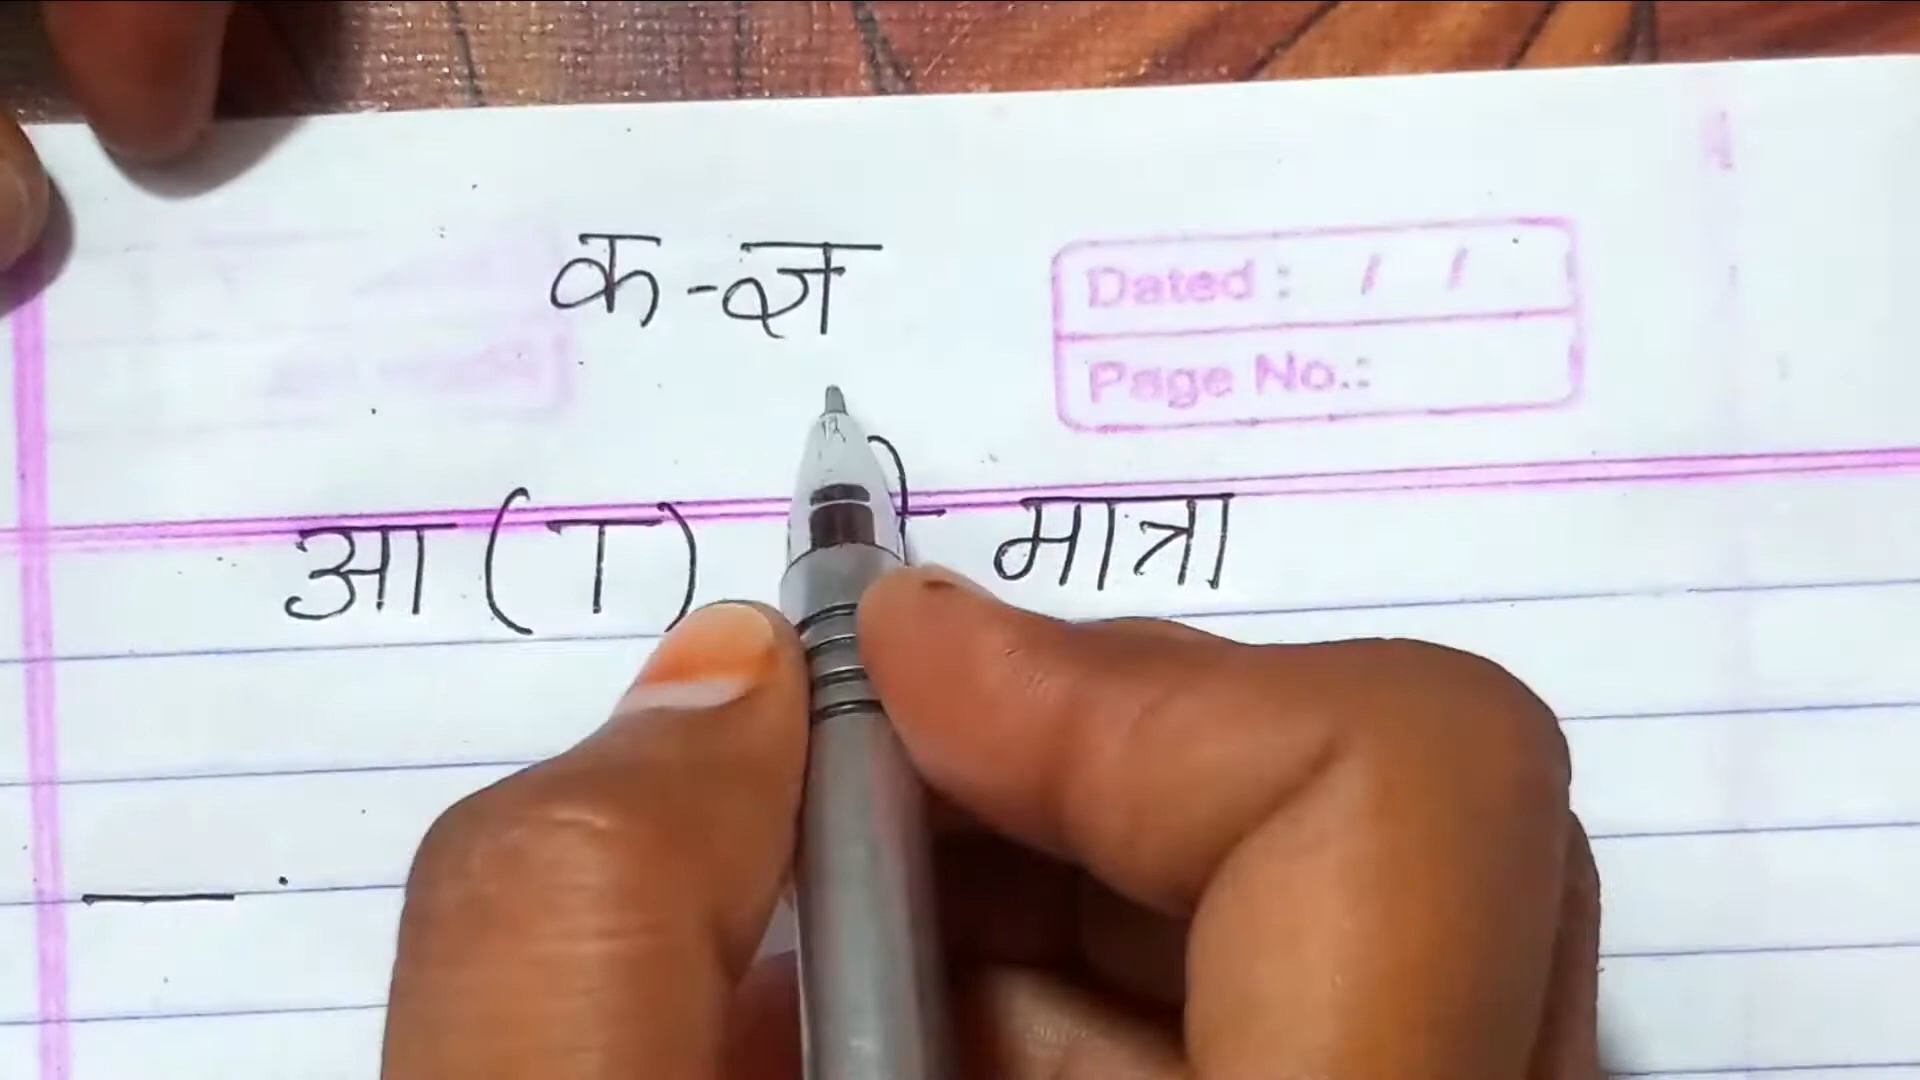 क-ज्ञ
Dated : / /
Page No.:
आ (ा) मात्रा